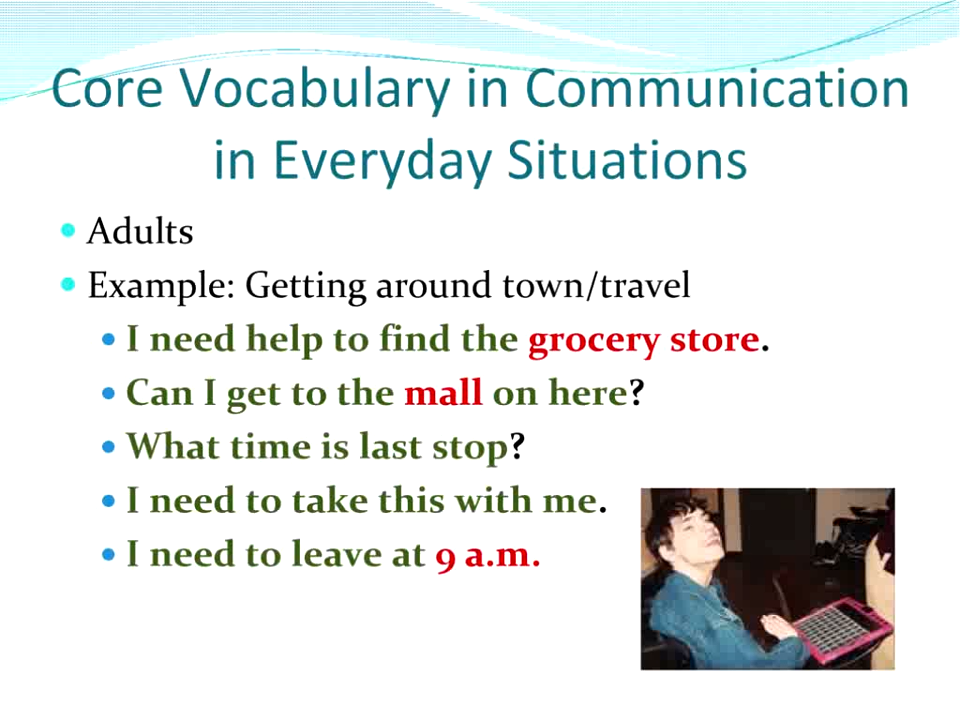 Core Vocabulary in Communication
in Everyday Situations
Adults
Example: Getting around town/travel
I need help to find the grocery store.
Can I get to the mall on here?
What time is last stop?
I need to take this with me.
I need to leave at 9 a.m.